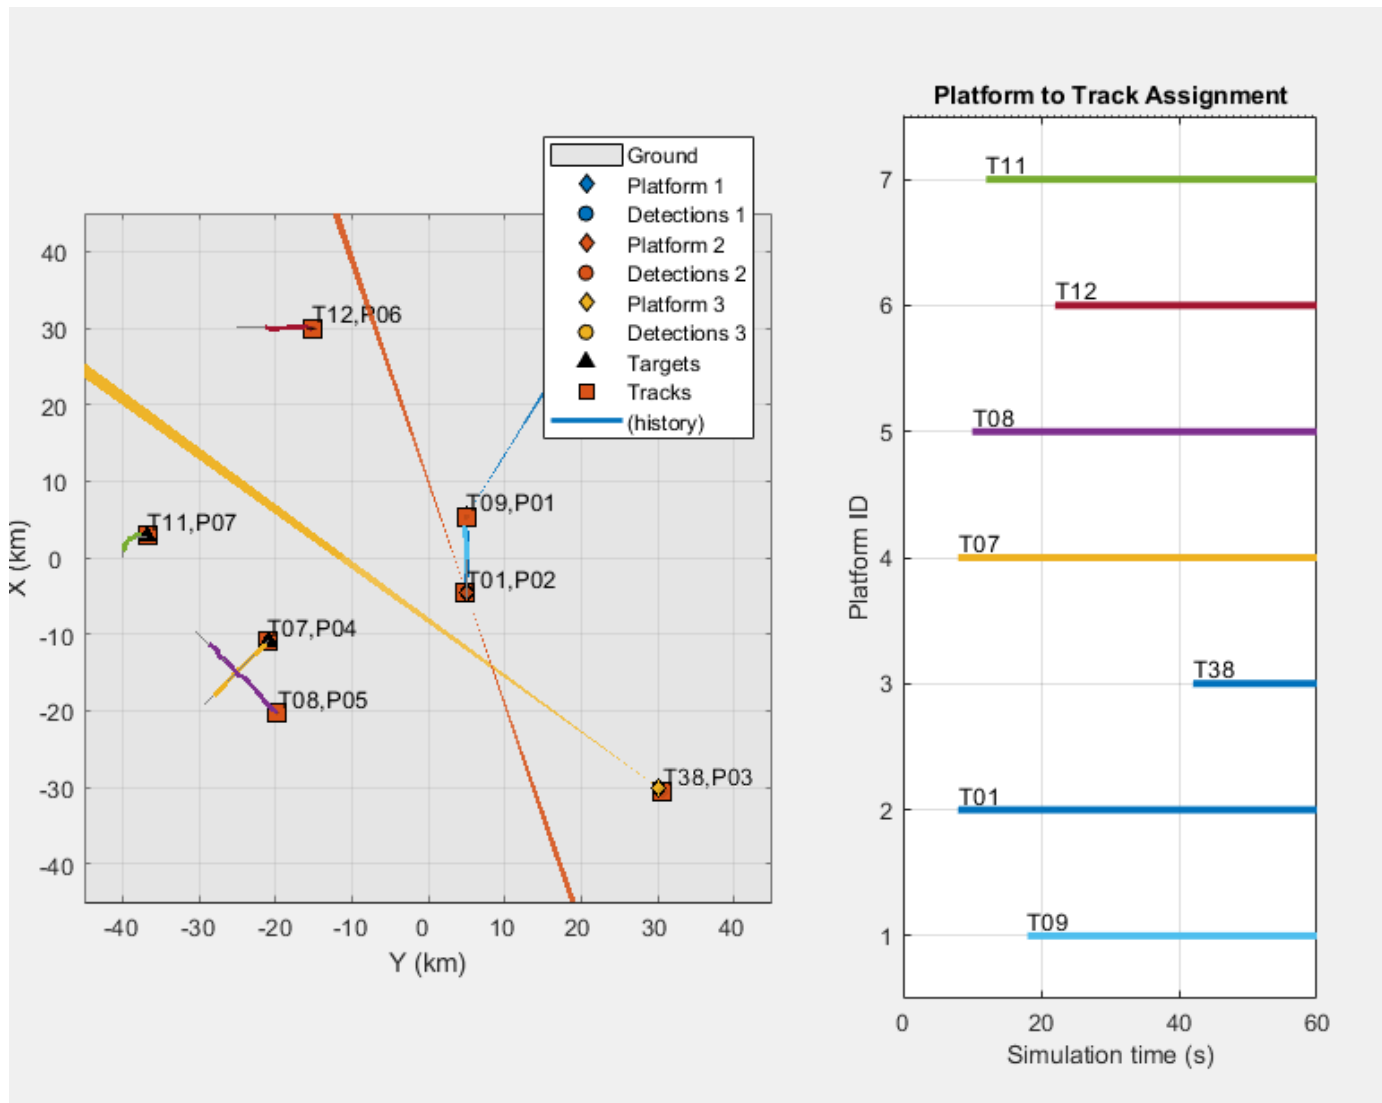 Ground
Platform 1
Detections 1
Platform 2
Detections 2
Platform 3
Detections 3
Targets
Tracks
(history)
T12,P06
T09,P01
T11,P07
T01,P02
T07,P04
T08,P05
T38,P03
40
30
20
10
0
-10
-20
-30
-40
X (km)
-40 -30 -20 -10 0 10 20 30 40
Y (km)
Platform to Track Assignment
T11
T12
T08
T07
T38
T01
T09
7
6
5
4
3
2
1
Platform ID
0 20 40 60
Simulation time (s)